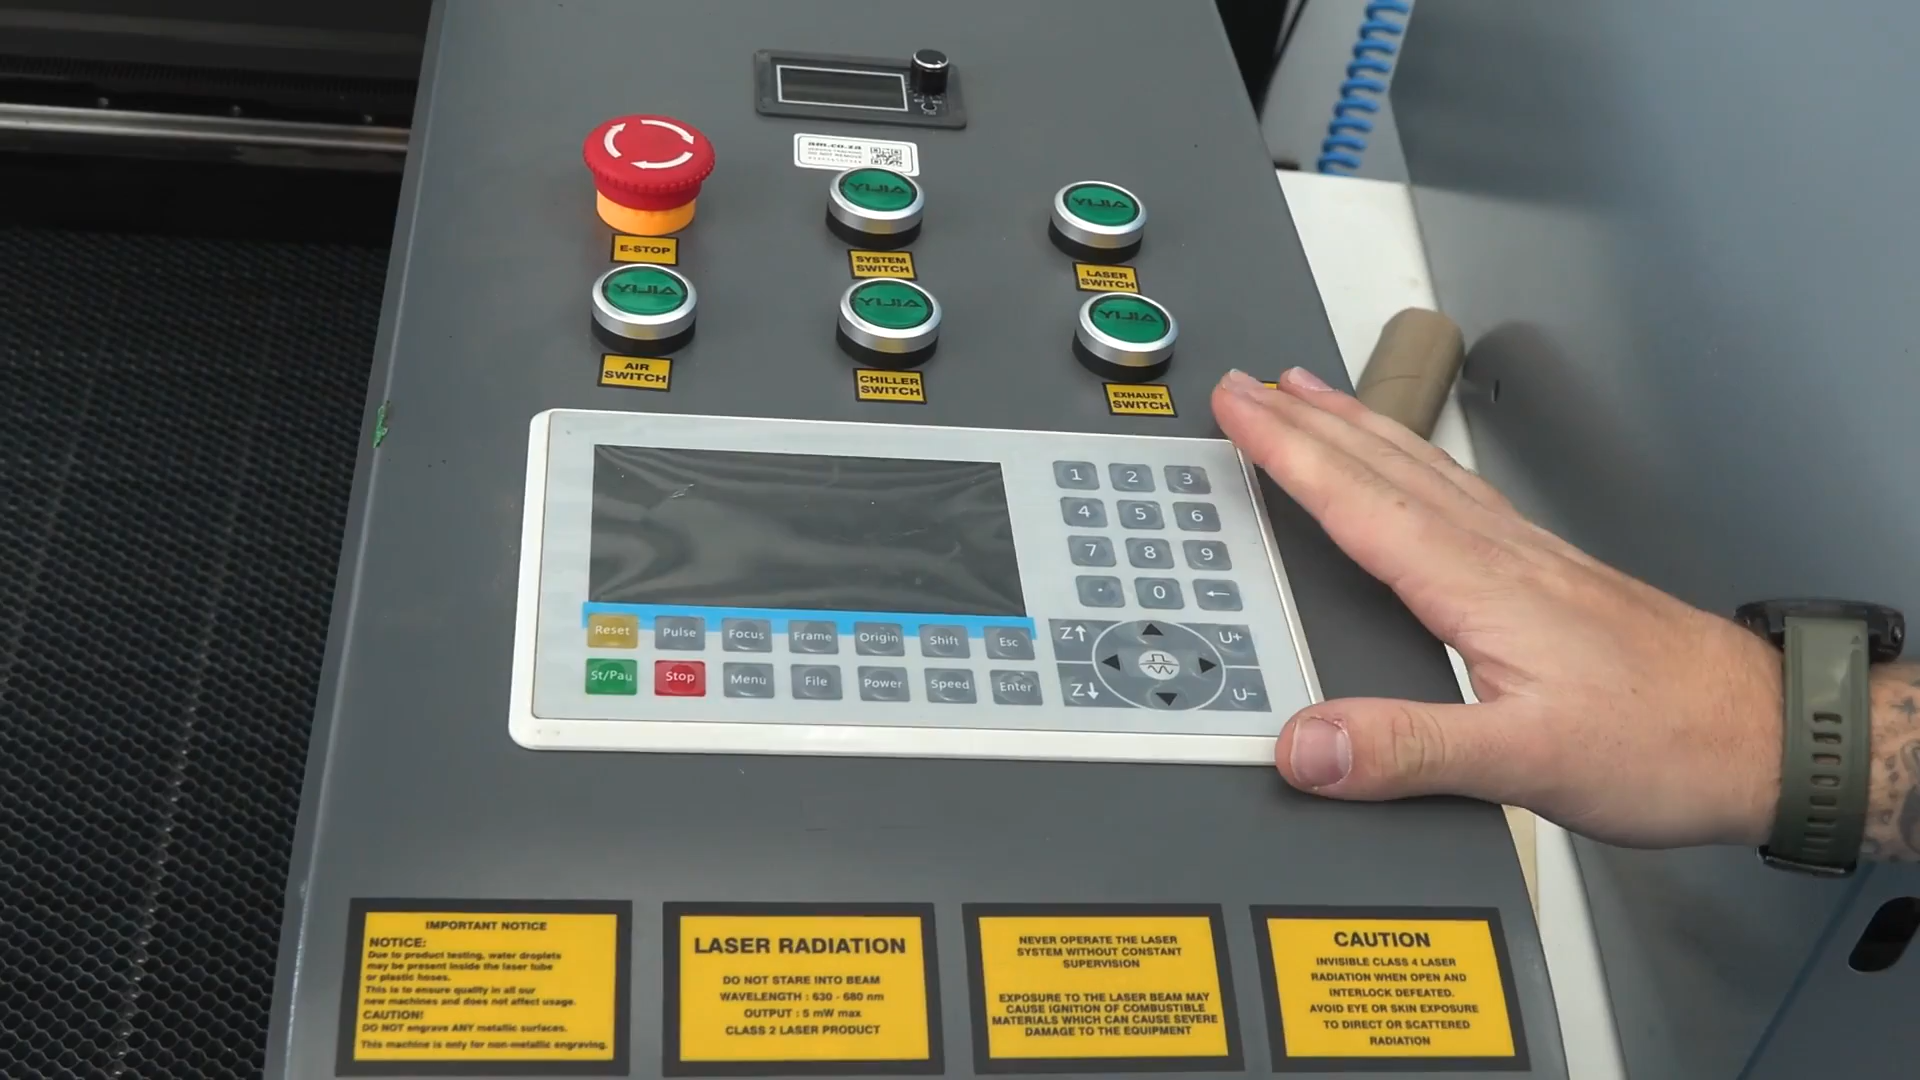 am.co.za
YIJIA
YIJIA
E-STOP
SYSTEM
SWITCH
LASER
SWITCH
YIJIA
YIJIA
YIJIA
AIR
SWITCH
CHILLER
SWITCH
EXHAUST
SWITCH
1 2 3
4 5 6
7 8 9
. 0 ←
Reset Pulse Focus Frame Origin Shift Esc
St/Pau Stop Menu File Power Speed Enter
Z↑ U+
Z↓ U-
IMPORTANT NOTICE
NOTICE:
Due to product testing, water droplets
may be present inside the laser tube
or plastic hoses.
This is to ensure quality in all our
new machines and does not affect usage.
CAUTION!
DO NOT engrave ANY metallic surfaces.
This machine is only for non-metallic engraving.
LASER RADIATION
DO NOT STARE INTO BEAM
WAVELENGTH : 630 - 680 nm
OUTPUT : 5 mW max
CLASS 2 LASER PRODUCT
NEVER OPERATE THE LASER
SYSTEM WITHOUT CONSTANT
SUPERVISION
EXPOSURE TO THE LASER BEAM MAY
CAUSE IGNITION OF COMBUSTIBLE
MATERIALS WHICH CAN CAUSE SEVERE
DAMAGE TO THE EQUIPMENT
CAUTION
INVISIBLE CLASS 4 LASER
RADIATION WHEN OPEN AND
INTERLOCK DEFEATED.
AVOID EYE OR SKIN EXPOSURE
TO DIRECT OR SCATTERED
RADIATION